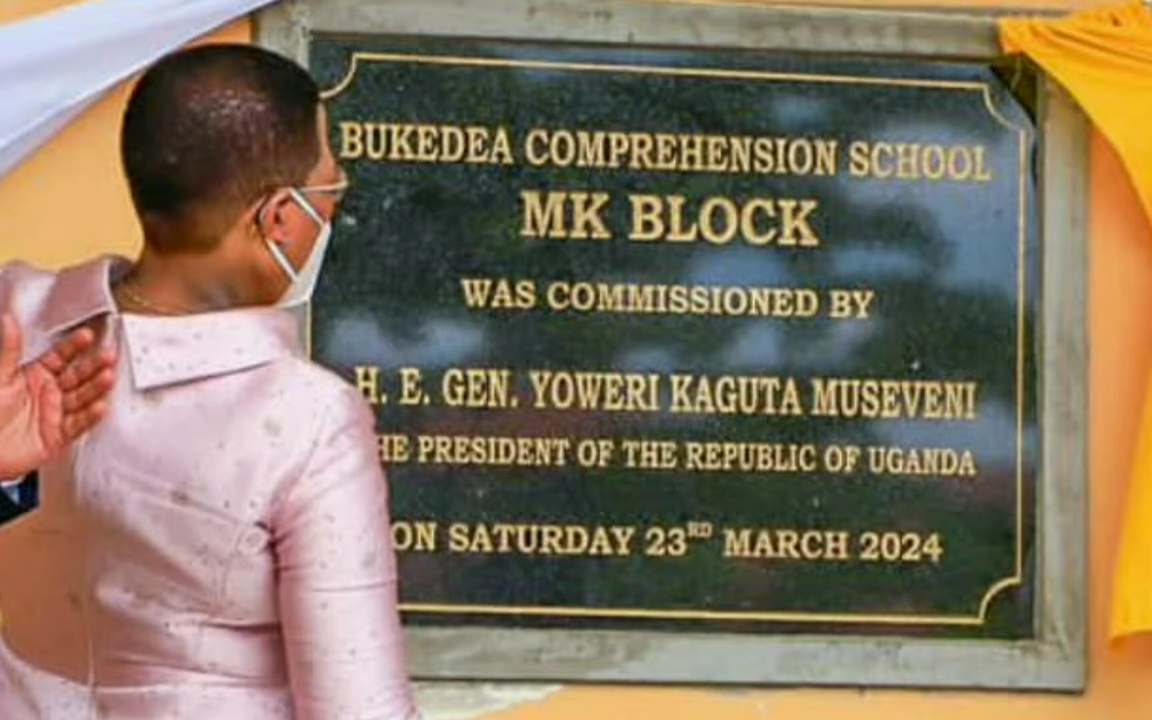 BUKEDEA COMPREHENSION SCHOOL
MK BLOCK
WAS COMMISSIONED BY
H. E. GEN. YOWERI KAGUTA MUSEVENI
HE PRESIDENT OF THE REPUBLIC OF UGANDA
ON SATURDAY 23RD MARCH 2024